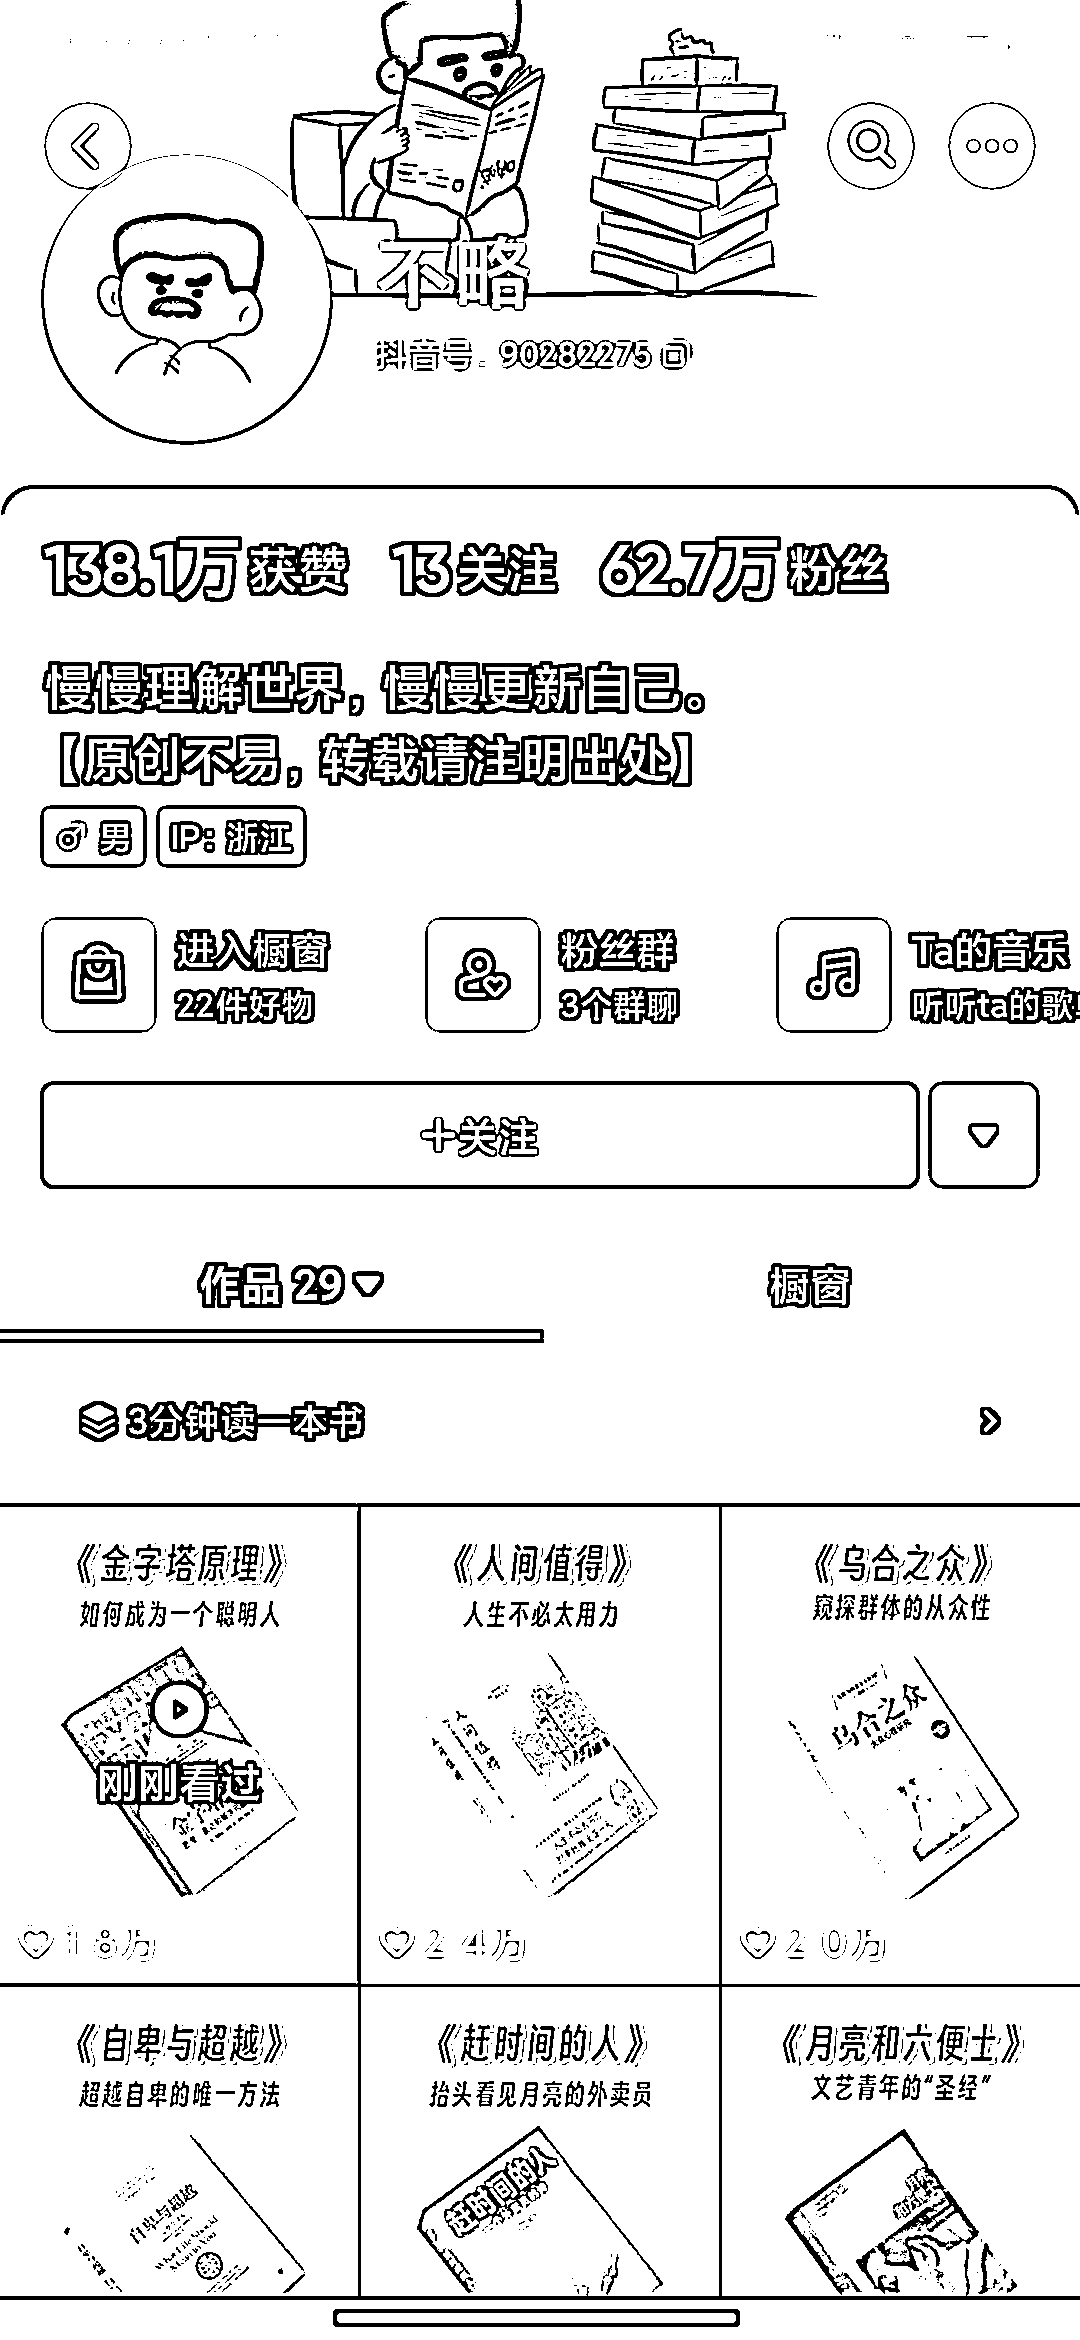 不略
抖音号：90282275
138.1万 获赞 13 关注 62.7万 粉丝
慢慢理解世界，慢慢更新自己。
【原创不易，转载请注明出处】
男 IP：浙江
进入橱窗 粉丝群 Ta的音乐
22件好物 3个群聊 听听ta的歌
+关注
作品 29 橱窗
3分钟读一本书
《金字塔原理》 《人间值得》 《乌合之众》
如何成为一个聪明人 人生不必太用力 窥探群体的从众性
乌合之众
刚刚看过
1.8万 2.4万 2.0万
《自卑与超越》 《赶时间的人》 《月亮和六便士》
超越自卑的唯一方法 抬头看见月亮的外卖员 文艺青年的“圣经”
自卑与超越 赶时间的人